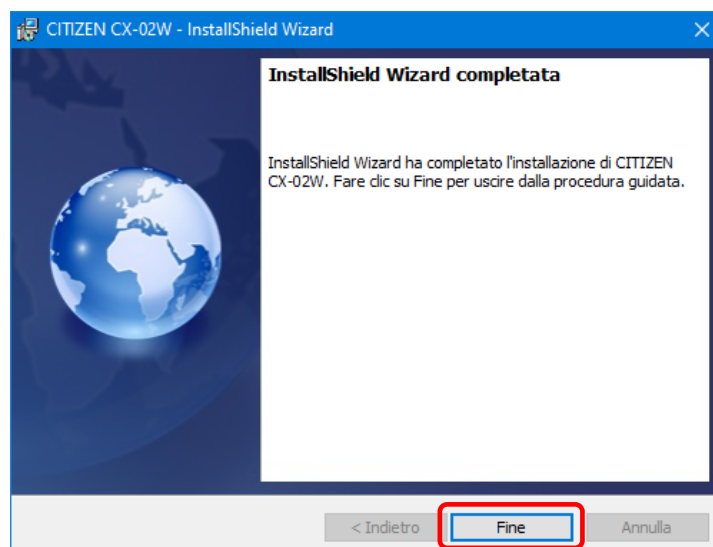 CITIZEN CX-02W - InstallShield Wizard
InstallShield Wizard completata
InstallShield Wizard ha completato l'installazione di CITIZEN
CX-02W. Fare clic su Fine per uscire dalla procedura guidata.
< Indietro
Fine
Annulla